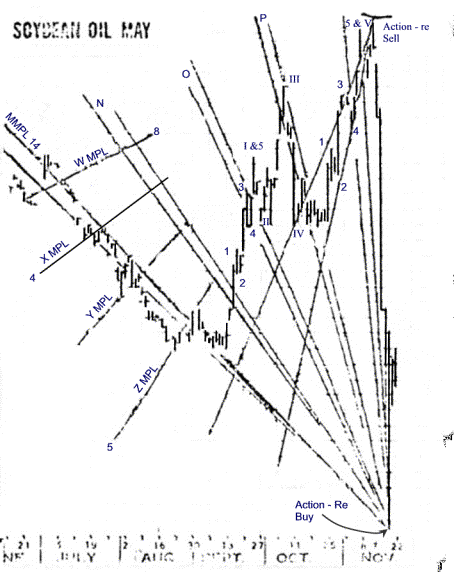 SOYBEAN OIL MAY
P
5 & V
Action - re
Sell
O
III
3
N
MMPL 14
8
W MPL
I & 5
1
4
3
2
II
4
IV
X MPL
1
4
2
Y MPL
Z MPL
5
Action - Re
Buy
JULY
AUG.
SEPT.
OCT.
NOV.